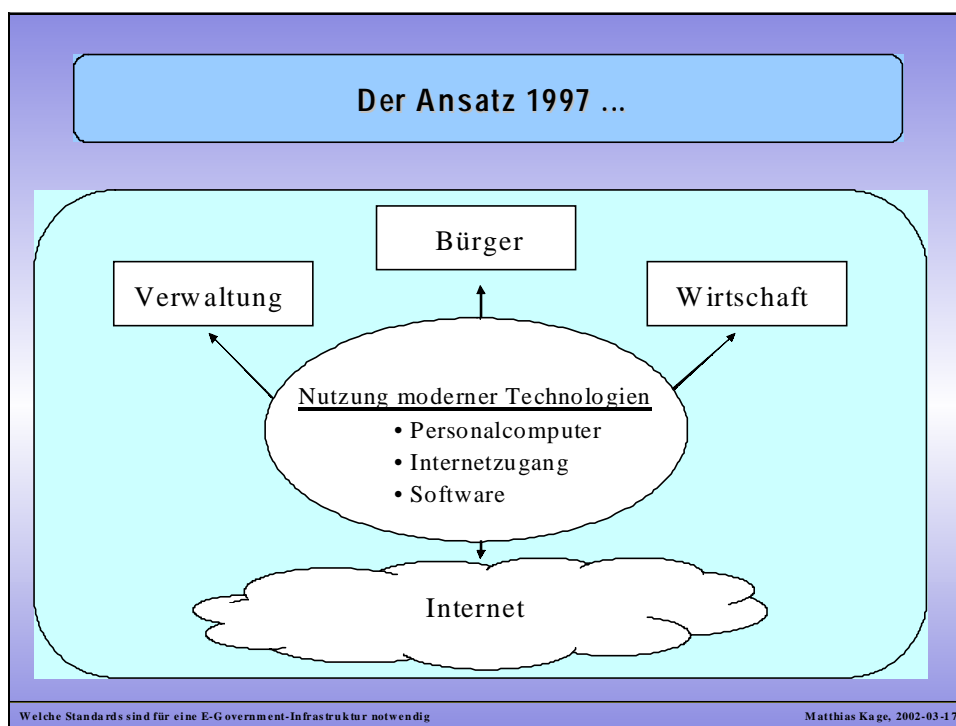 Der Ansatz 1997 ...
Bürger
Verwaltung
Wirtschaft
Nutzung moderner Technologien
• Personalcomputer
• Internetzugang
• Software
Internet
Welche Standards sind für eine E-Government-Infrastruktur notwendig
Matthias Kage, 2002-03-17